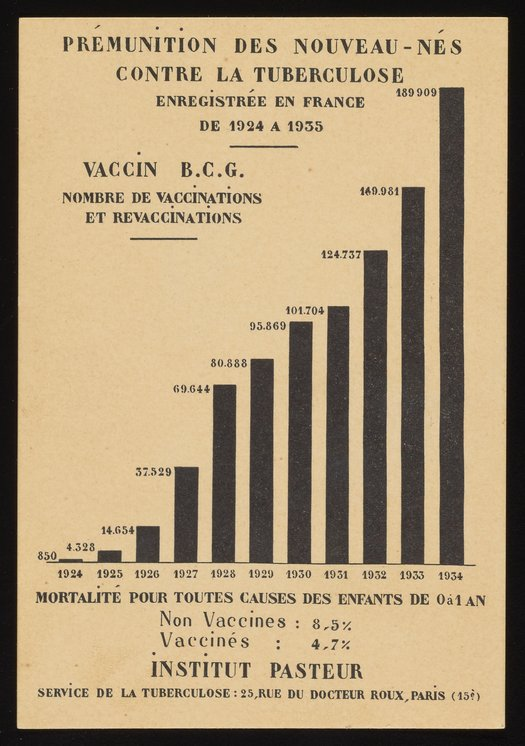 PRÉMUNITION DES NOUVEAU-NÉS
CONTRE LA TUBERCULOSE
ENREGISTRÉE EN FRANCE
DE 1924 A 1935
VACCIN B.C.G.
NOMBRE DE VACCINATIONS
ET REVACCINATIONS
189909
149.981
124.737
101.704
95.869
80.888
69.644
37.529
14.654
4.328
850
1924 1925 1926 1927 1928 1929 1930 1931 1932 1933 1934
MORTALITÉ POUR TOUTES CAUSES DES ENFANTS DE 0 à 1 AN
Non Vaccines : 8,5%
Vaccinés : 4,7%
INSTITUT PASTEUR
SERVICE DE LA TUBERCULOSE : 25, RUE DU DOCTEUR ROUX, PARIS (15è)